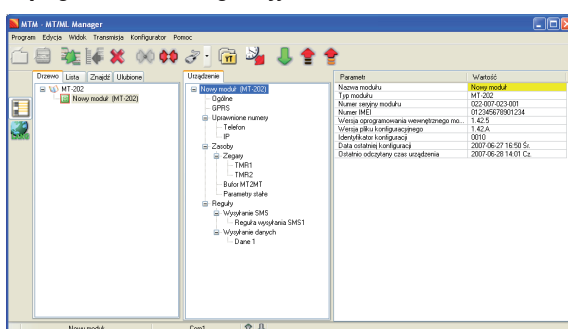 MTM - MT/ML Manager
Program Edycja Widok Transmisja Konfigurator Pomoc
Drzewo Lista Znajdź Ulubione
MT-202
Nowy moduł (MT-202)
Urządzenie
Nowy moduł (MT-202)
Ogólne
GPRS
Uprawnione numery
Telefon
IP
Zasoby
Zegary
TMR1
TMR2
Bufor MT2MT
Parametry stałe
Reguły
Wysyłanie SMS
Reguła wysyłania SMS1
Wysyłanie danych
Dane 1
Parametr Wartość
Nazwa modułu Nowy moduł
Typ modułu MT-202
Numer seryjny modułu 022-007-023-001
Numer IMEI 012345678901234
Wersja oprogramowania wewnętrznego mo... 1.42.5
Wersja pliku konfiguracyjnego 1.42.A
Identyfikator konfiguracji 0010
Data ostatniej konfiguracji 2007-06-27 16:50 Śr.
Ostatnio odczytany czas urządzenia 2007-06-28 14:01 Cz.
Nowy moduł Com1